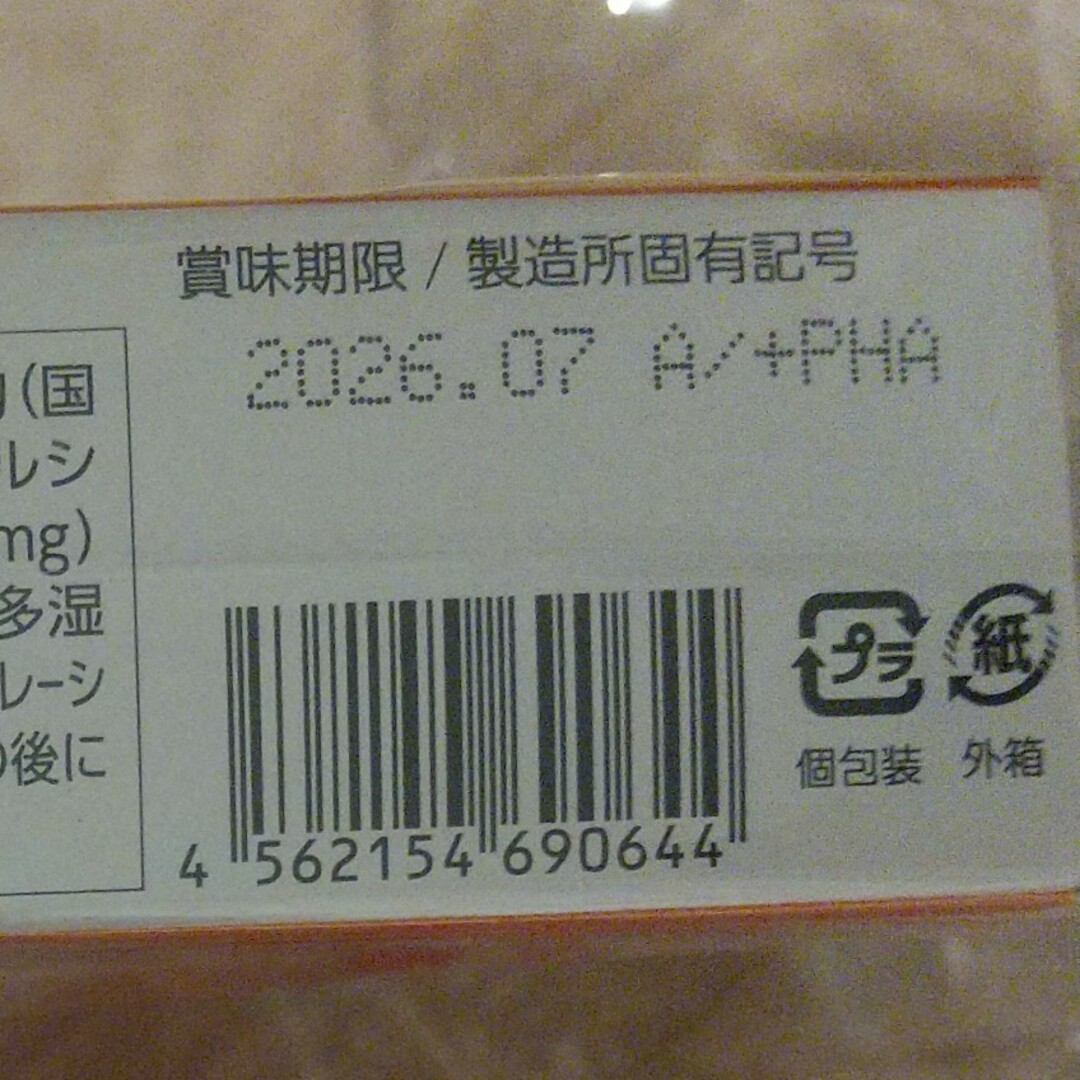 賞味期限 / 製造所固有記号
2026.07 A/+PHA
(国
レシ
mg)
多湿
レーシ
後に
4 562154 690644
プラ
個包装
紙
外箱